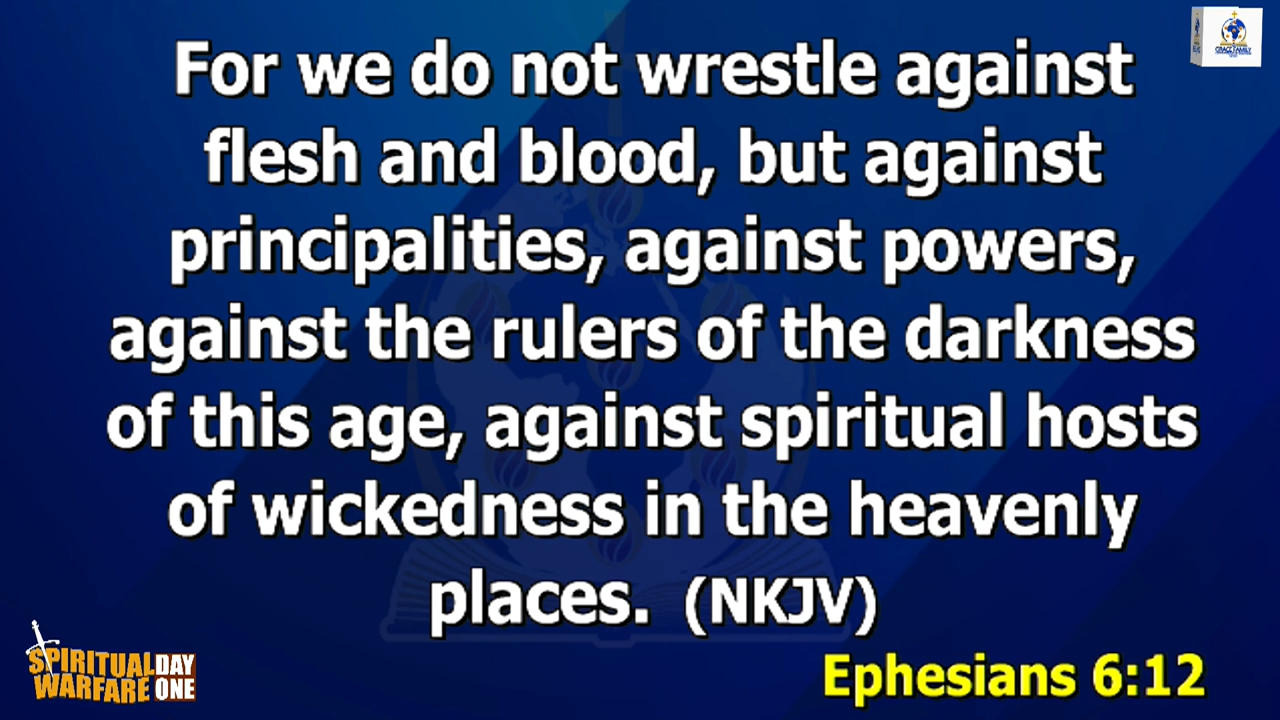 For we do not wrestle against
flesh and blood, but against
principalities, against powers,
against the rulers of the darkness
of this age, against spiritual hosts
of wickedness in the heavenly
places. (NKJV)
Ephesians 6:12
SPIRITUAL DAY
WARFARE ONE
GRACE FAMILY